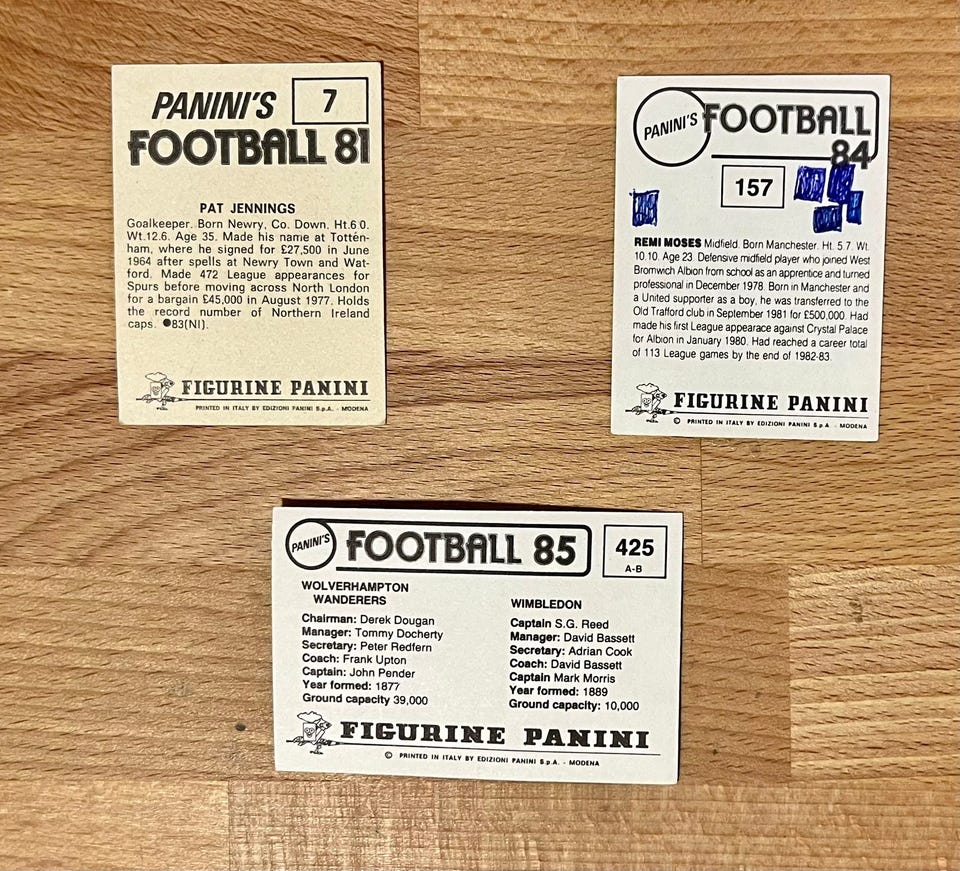 PANINI'S 7
FOOTBALL 81
PAT JENNINGS
Goalkeeper. Born Newry, Co. Down. Ht.6.0.
Wt.12.6. Age 35. Made his name at Totten-
ham, where he signed for £27,500 in June
1964 after spells at Newry Town and Wat-
ford. Made 472 League appearances for
Spurs before moving across North London
for a bargain £45,000 in August 1977. Holds
the record number of Northern Ireland
caps. ●83(NI).
FIGURINE PANINI
PRINTED IN ITALY BY EDIZIONI PANINI S.p.A. - MODENA
PANINI'S FOOTBALL
84
157
REMI MOSES Midfield. Born Manchester. Ht. 5.7. Wt.
10.10. Age 23. Defensive midfield player who joined West
Bromwich Albion from school as an apprentice and turned
professional in December 1978. Born in Manchester and
a United supporter as a boy, he was transferred to the
Old Trafford club in September 1981 for £500,000. Had
made his first League appearace against Crystal Palace
for Albion in January 1980. Had reached a career total
of 113 League games by the end of 1982-83.
FIGURINE PANINI
© PRINTED IN ITALY BY EDIZIONI PANINI S.p.A. - MODENA
PANINI'S FOOTBALL 85 425
A-B
WOLVERHAMPTON
WANDERERS
Chairman: Derek Dougan
Manager: Tommy Docherty
Secretary: Peter Redfern
Coach: Frank Upton
Captain: John Pender
Year formed: 1877
Ground capacity 39,000
WIMBLEDON
Captain S.G. Reed
Manager: David Bassett
Secretary: Adrian Cook
Coach: David Bassett
Captain Mark Morris
Year formed: 1889
Ground capacity: 10,000
FIGURINE PANINI
© PRINTED IN ITALY BY EDIZIONI PANINI S.p.A. - MODENA